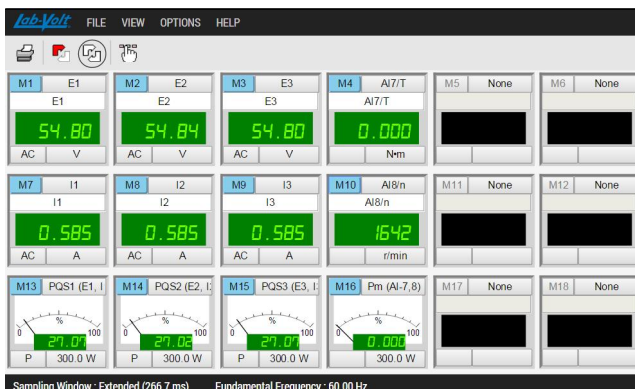 Lab-Volt FILE VIEW OPTIONS HELP
M1 E1 M2 E2 M3 E3 M4 AI7/T M5 None M6 None
E1 E2 E3 AI7/T
54.80 54.84 54.80 0.000
AC V AC V AC V N•m
M7 I1 M8 I2 M9 I3 M10 AI8/n M11 None M12 None
I1 I2 I3 AI8/n
0.585 0.585 0.585 1642
AC A AC A AC A r/min
M13 PQS1 (E1, I M14 PQS2 (E2, I: M15 PQS3 (E3, I: M16 Pm (AI-7,8) M17 None M18 None
% % % %
0 100 0 100 0 100 0 100
27.07 27.02 27.07 0.000
P 300.0 W P 300.0 W P 300.0 W 300.0 W
Sampling Window : Extended (266.7 ms) Fundamental Frequency : 60.00 Hz